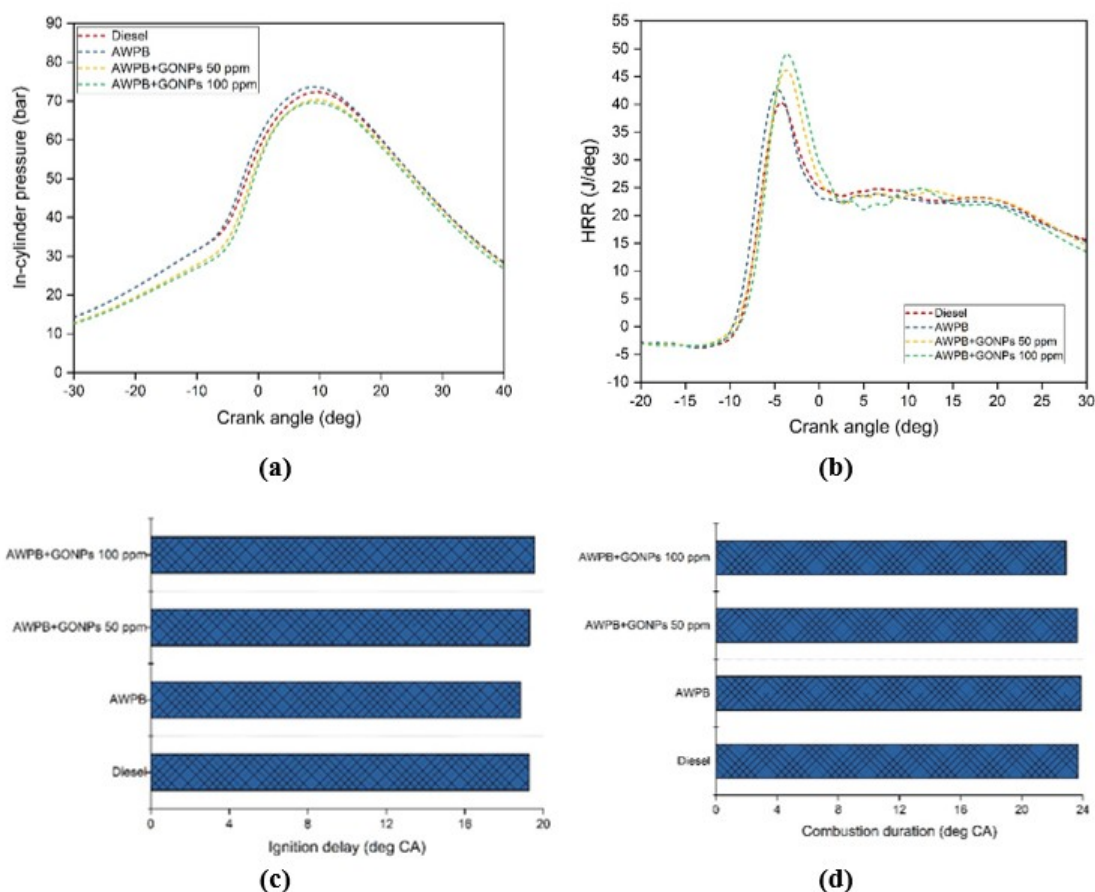 In-cylinder pressure (bar)
90
80
70
60
50
40
30
20
10
0
Diesel
AWPB
AWPB+GONPs 50 ppm
AWPB+GONPs 100 ppm
-30 -20 -10 0 10 20 30 40
Crank angle (deg)
(a)
HRR (J/deg)
55
50
45
40
35
30
25
20
15
10
5
0
-5
-10
Diesel
AWPB
AWPB+GONPs 50 ppm
AWPB+GONPs 100 ppm
-20 -15 -10 -5 0 5 10 15 20 25 30
Crank angle (deg)
(b)
AWPB+GONPs 100 ppm
AWPB+GONPs 50 ppm
AWPB
Diesel
0 4 8 12 16 20
Ignition delay (deg CA)
(c)
AWPB+GONPs 100 ppm
AWPB+GONPs 50 ppm
AWPB
Diesel
0 4 8 12 16 20 24
Combustion duration (deg CA)
(d)